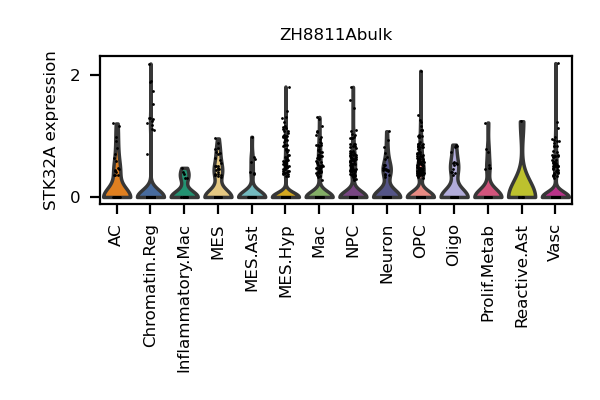 ZH8811Abulk
STK32A expression
2
0
AC
Chromatin.Reg
Inflammatory.Mac
MES
MES.Ast
MES.Hyp
Mac
NPC
Neuron
OPC
Oligo
Prolif.Metab
Reactive.Ast
Vasc